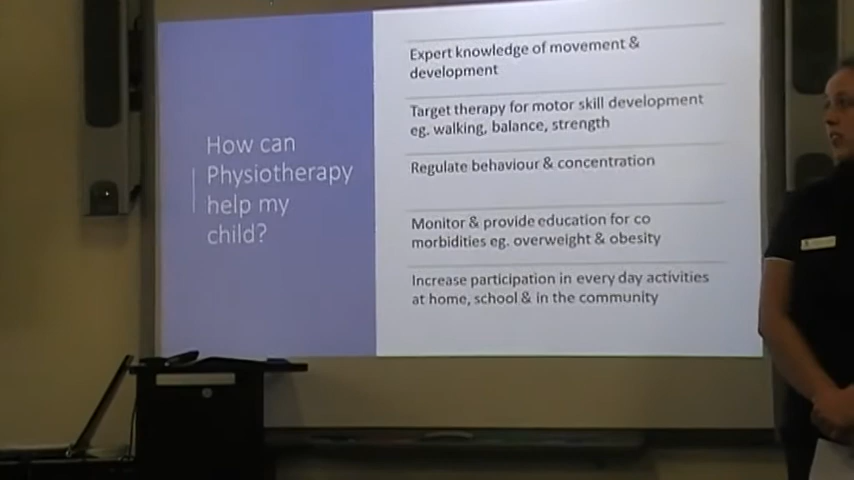 How can
Physiotherapy
help my
child?
Expert knowledge of movement &
development
Target therapy for motor skill development
eg. walking, balance, strength
Regulate behaviour & concentration
Monitor & provide education for co
morbidities eg. overweight & obesity
Increase participation in every day activities
at home, school & in the community